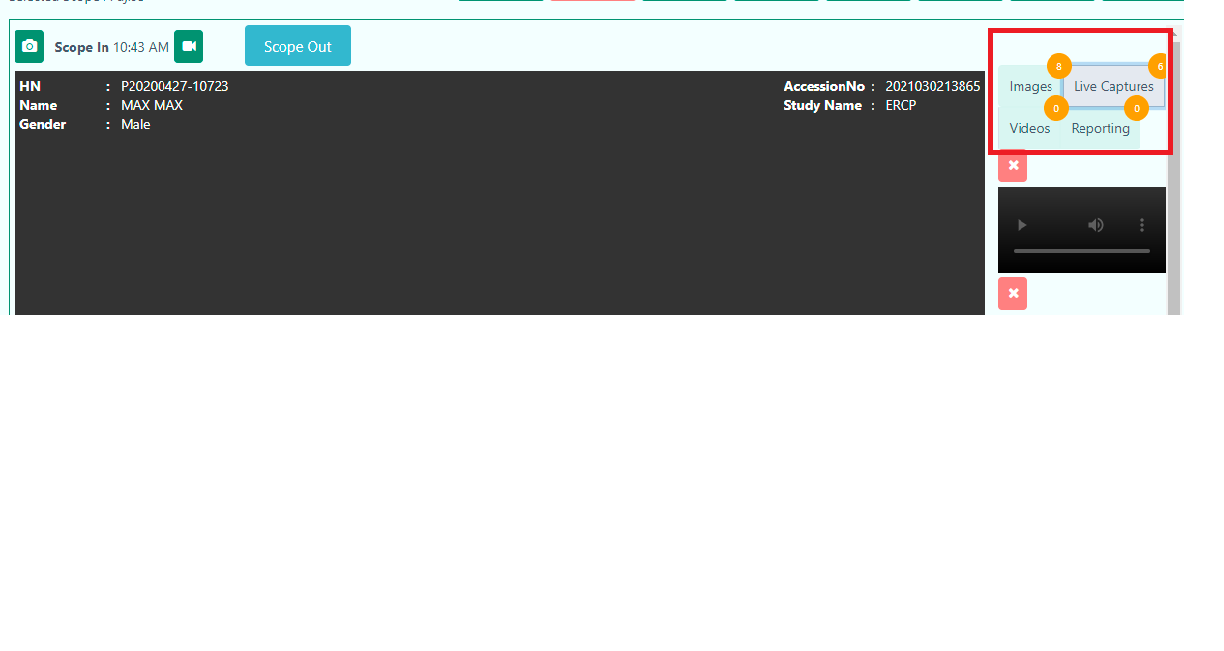 Scope In 10:43 AM
Scope Out
HN : P20200427-10723
Name : MAX MAX
Gender : Male
AccessionNo : 2021030213865
Study Name : ERCP
Images 8
Live Captures 6
Videos 0
Reporting 0